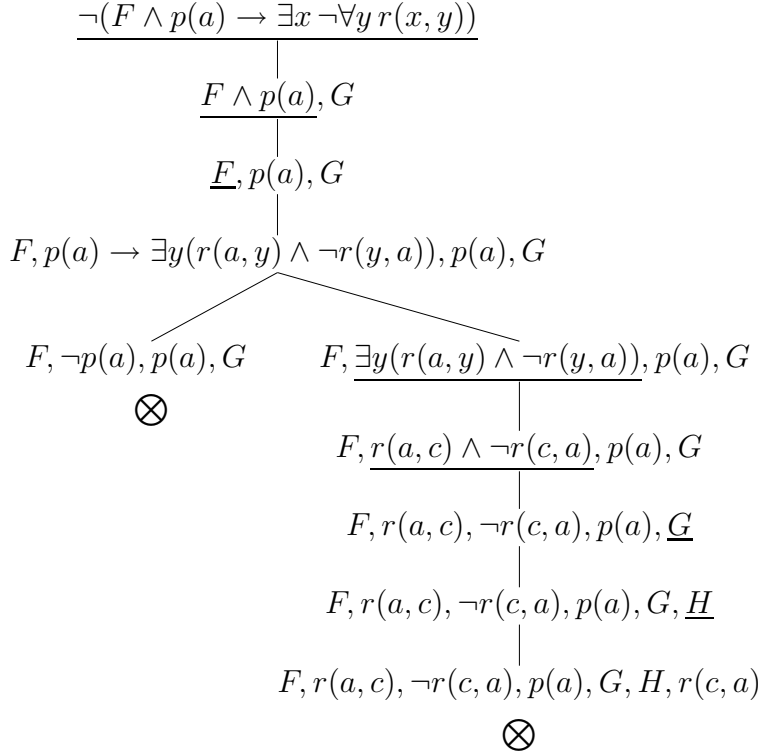 ¬(F ∧ p(a) → ∃x ¬∀y r(x, y))
F ∧ p(a), G
F, p(a), G
F, p(a) → ∃y(r(a, y) ∧ ¬r(y, a)), p(a), G
F, ¬p(a), p(a), G
F, ∃y(r(a, y) ∧ ¬r(y, a)), p(a), G
⊗
F, r(a, c) ∧ ¬r(c, a), p(a), G
F, r(a, c), ¬r(c, a), p(a), G
F, r(a, c), ¬r(c, a), p(a), G, H
F, r(a, c), ¬r(c, a), p(a), G, H, r(c, a)
⊗